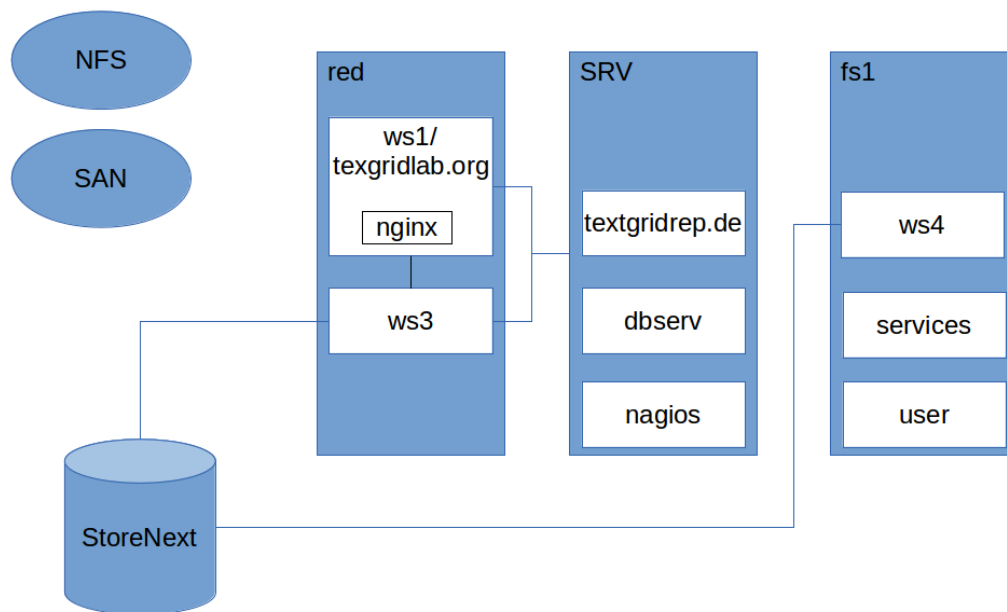 NFS
SAN
red
ws1/
texgridlab.org
nginx
ws3
SRV
textgridrep.de
dbserv
nagios
fs1
ws4
services
user
StoreNext